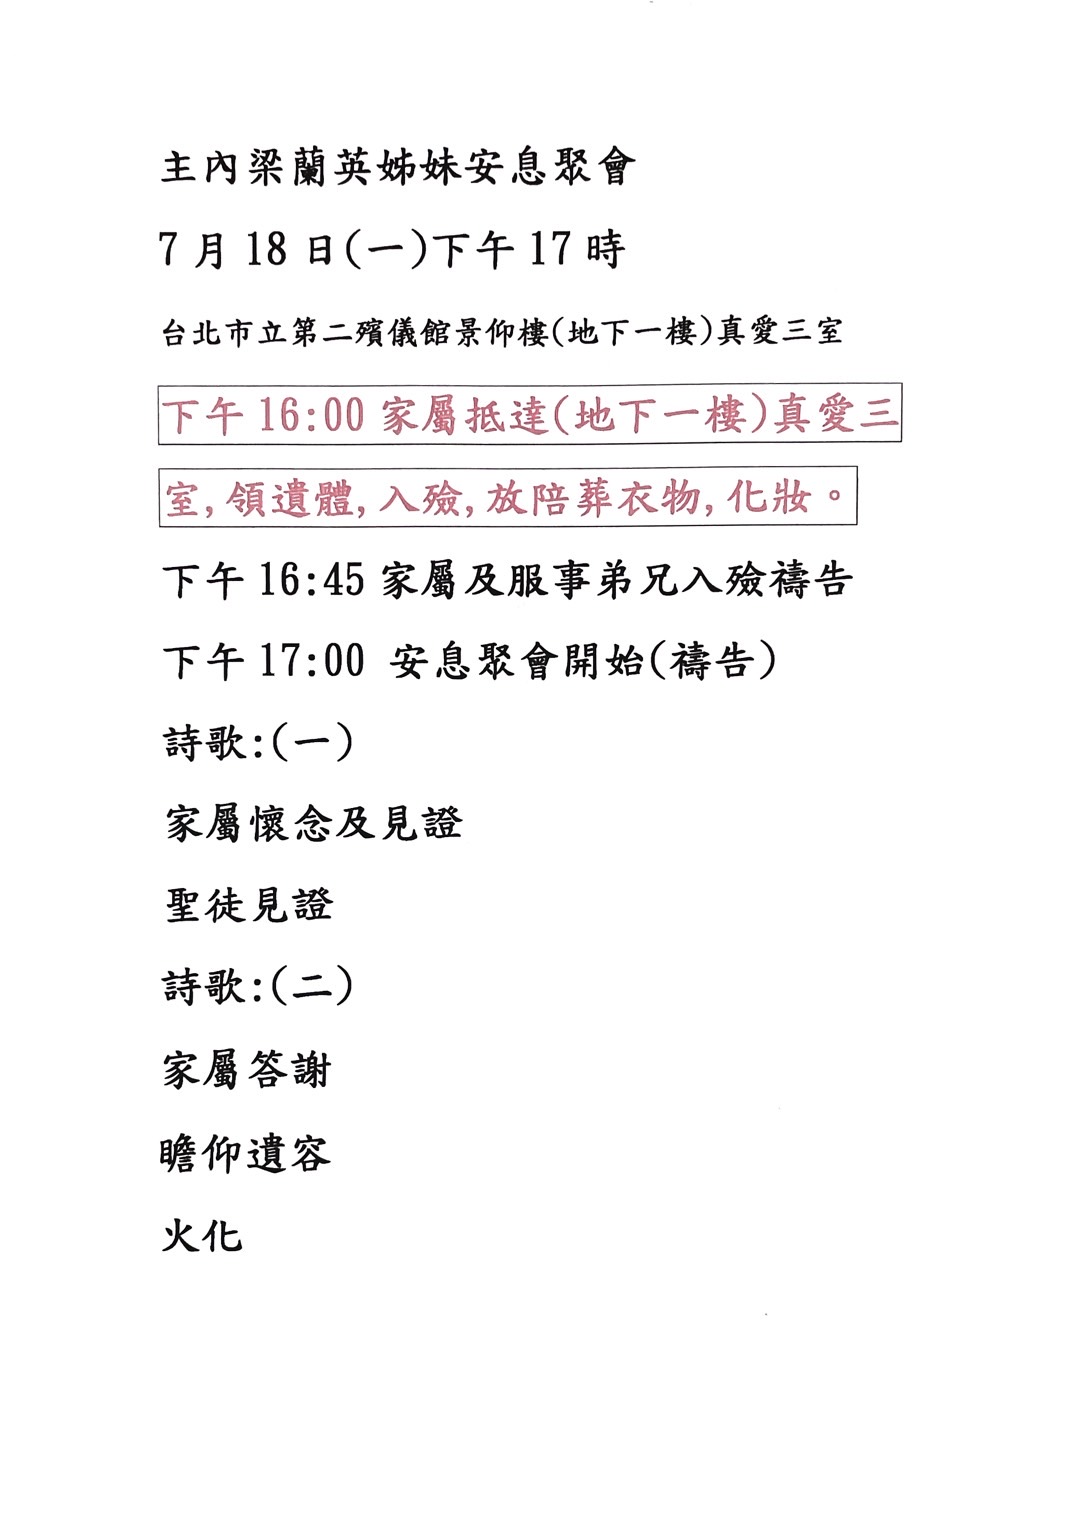 主內梁蘭英姊妹安息聚會
7月18日(一)下午17時
台北市立第二殯儀館景仰樓(地下一樓)真愛三室
下午16:00家屬抵達(地下一樓)真愛三
室,領遺體,入殮,放陪葬衣物,化妝。
下午16:45家屬及服事弟兄入殮禱告
下午17:00 安息聚會開始(禱告)
詩歌:(一)
家屬懷念及見證
聖徒見證
詩歌:(二)
家屬答謝
瞻仰遺容
火化